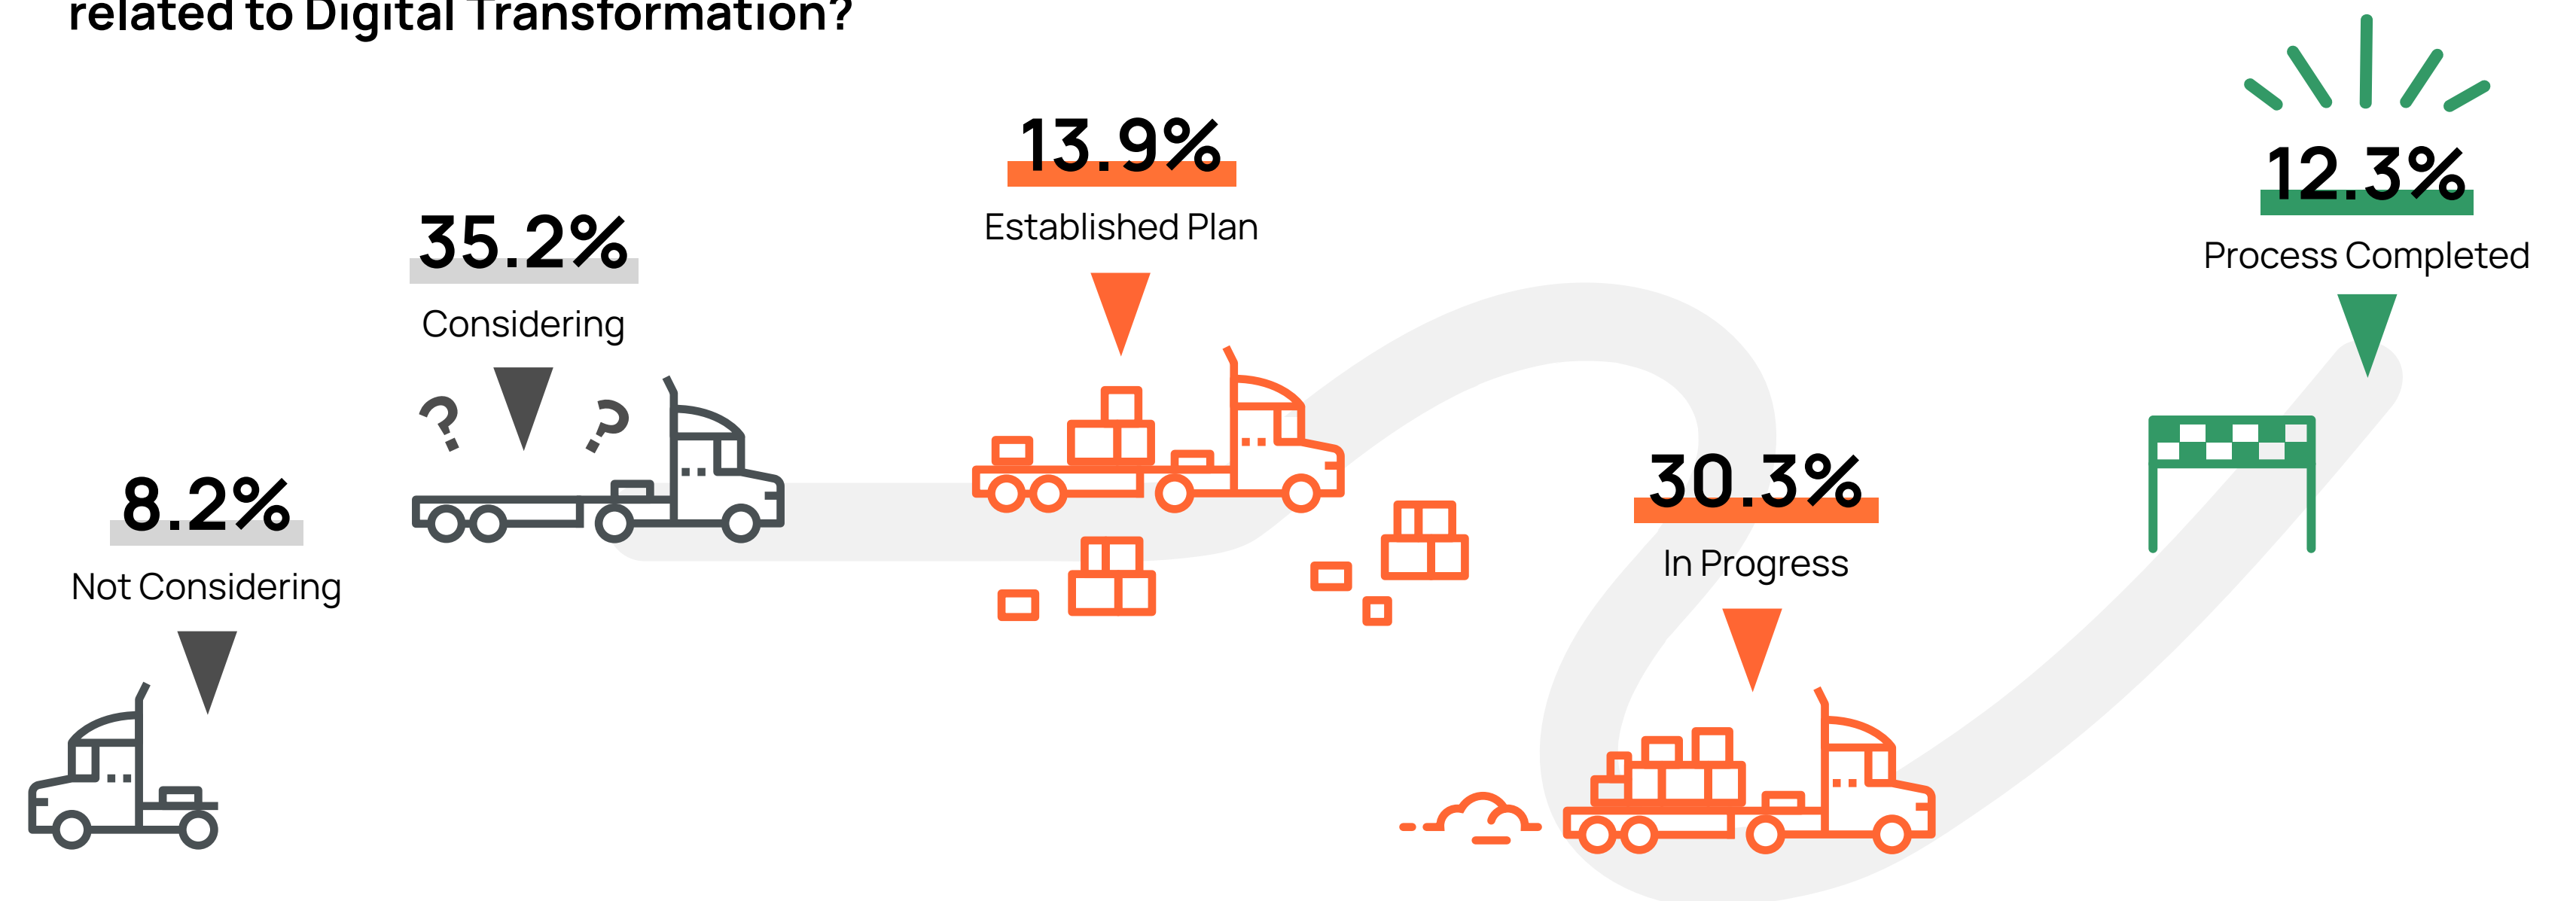 related to Digital Transformation?
8.2%
Not Considering
35.2%
Considering
? ?
13.9%
Established Plan
30.3%
In Progress
12.3%
Process Completed